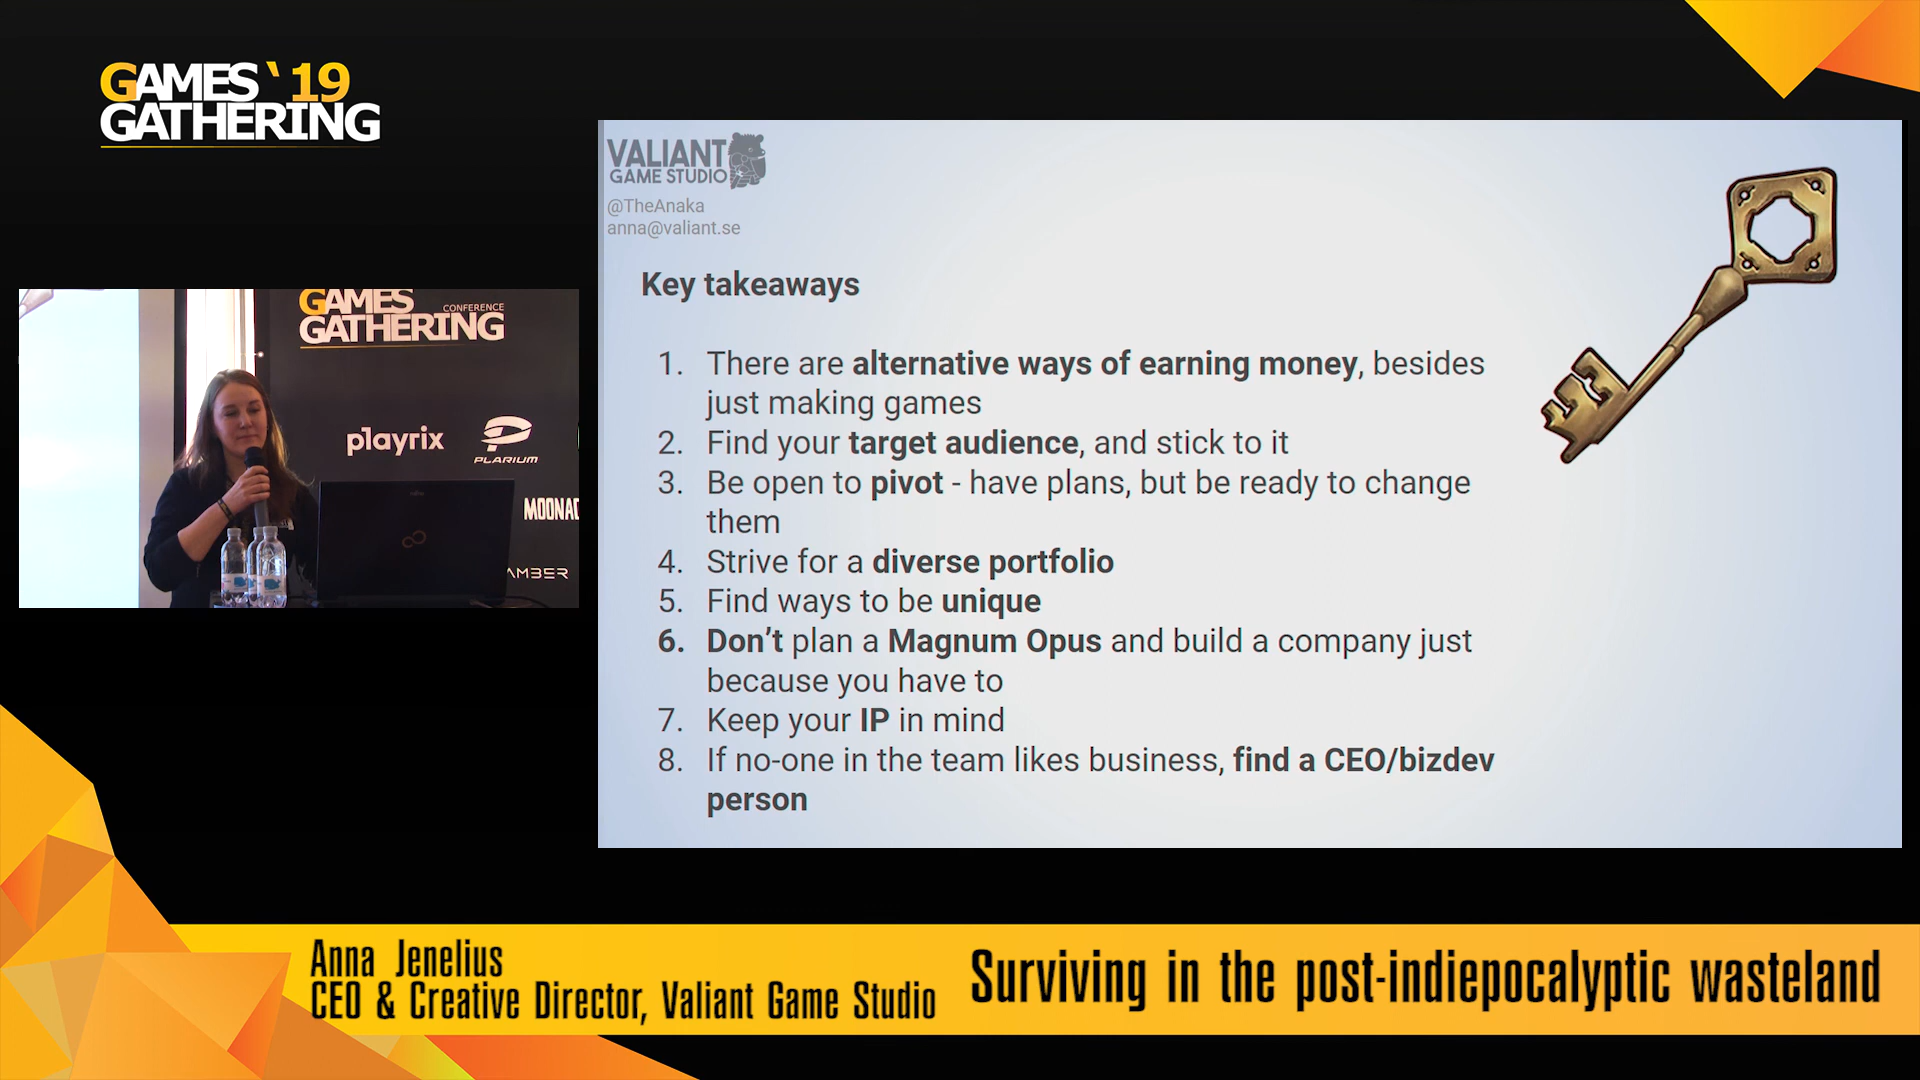 GAMES `19
GATHERING
VALIANT
GAME STUDIO
@TheAnaka
anna@valiant.se
Key takeaways
1. There are alternative ways of earning money, besides
just making games
2. Find your target audience, and stick to it
3. Be open to pivot - have plans, but be ready to change
them
4. Strive for a diverse portfolio
5. Find ways to be unique
6. Don’t plan a Magnum Opus and build a company just
because you have to
7. Keep your IP in mind
8. If no-one in the team likes business, find a CEO/bizdev
person
GAMES
CONFERENCE
GATHERING
playrix
PLARIUM
MOONAC
AMBER
Anna Jenelius
CEO & Creative Director, Valiant Game Studio
Surviving in the post-indiepocalyptic wasteland